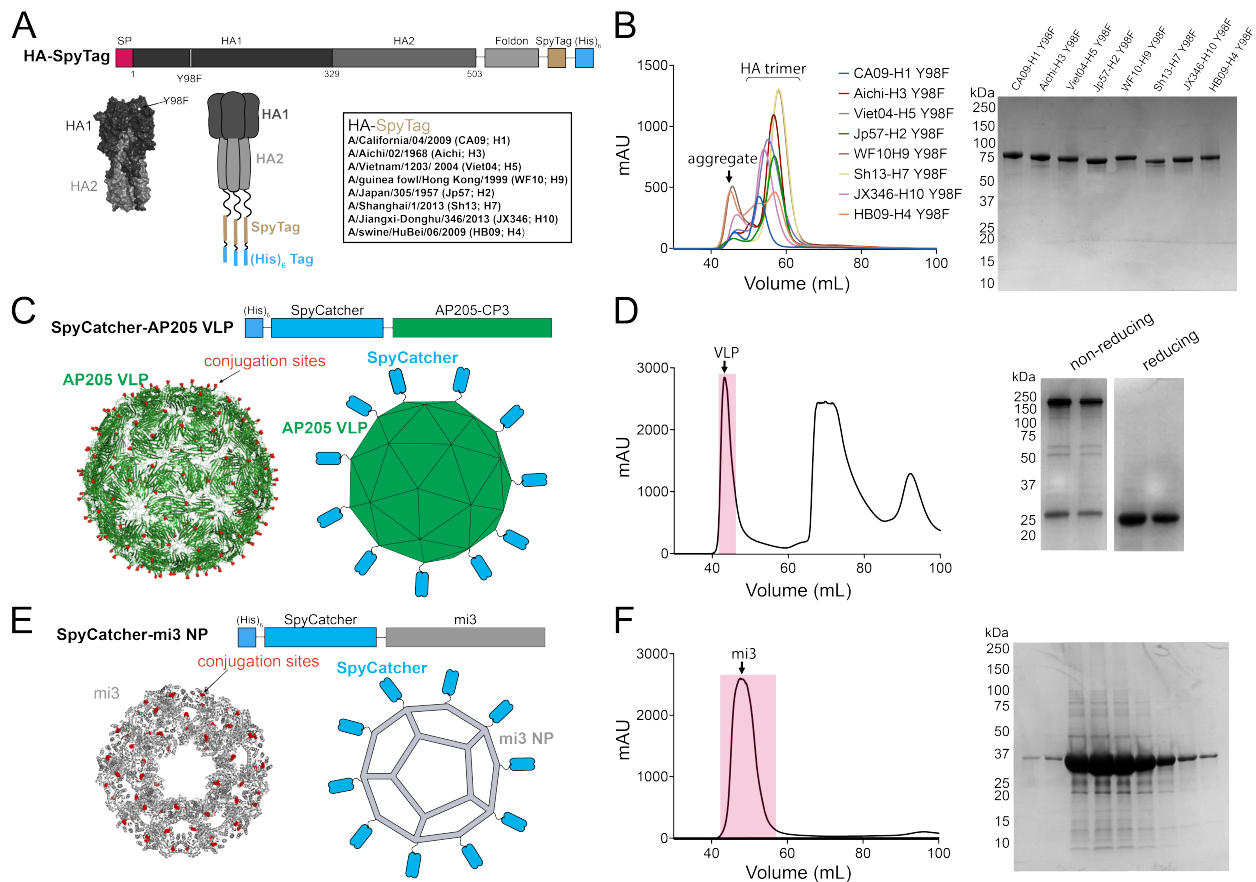 A
HA-SpyTag
SP
HA1
HA2
Foldon
SpyTag
(His)6
1
Y98F
329
503
Y98F
HA1
HA2
HA1
HA2
SpyTag
(His)6 Tag
HA-SpyTag
A/California/04/2009 (CA09; H1)
A/Aichi/02/1968 (Aichi; H3)
A/Vietnam/1203/ 2004 (Viet04; H5)
A/guinea fowl/Hong Kong/1999 (WF10; H9)
A/Japan/305/1957 (Jp57; H2)
A/Shanghai/1/2013 (Sh13; H7)
A/Jiangxi-Donghu/346/2013 (JX346; H10)
A/swine/HuBei/06/2009 (HB09; H4)
B
mAU
1500
1000
500
0
40
60
80
100
Volume (mL)
aggregate
HA trimer
CA09-H1 Y98F
Aichi-H3 Y98F
Viet04-H5 Y98F
Jp57-H2 Y98F
WF10H9 Y98F
Sh13-H7 Y98F
JX346-H10 Y98F
HB09-H4 Y98F
CA09-H1 Y98F
Aichi-H3 Y98F
Viet04-H5 Y98F
Jp57-H2 Y98F
WF10-H9 Y98F
Sh13-H7 Y98F
JX346-H10 Y98F
HB09-H4 Y98F
kDa
250
150
100
75
50
37
25
20
15
10
C
SpyCatcher-AP205 VLP
(His)6
SpyCatcher
AP205-CP3
conjugation sites
AP205 VLP
SpyCatcher
AP205 VLP
D
mAU
3000
2000
1000
0
40
60
80
100
Volume (mL)
VLP
non-reducing
reducing
kDa
250
150
100
75
50
37
25
20
E
SpyCatcher-mi3 NP
(His)6
SpyCatcher
mi3
conjugation sites
mi3
SpyCatcher
mi3 NP
F
mAU
3000
2000
1000
0
40
60
80
100
Volume (mL)
mi3
kDa
250
150
100
75
50
37
25
20
15
10